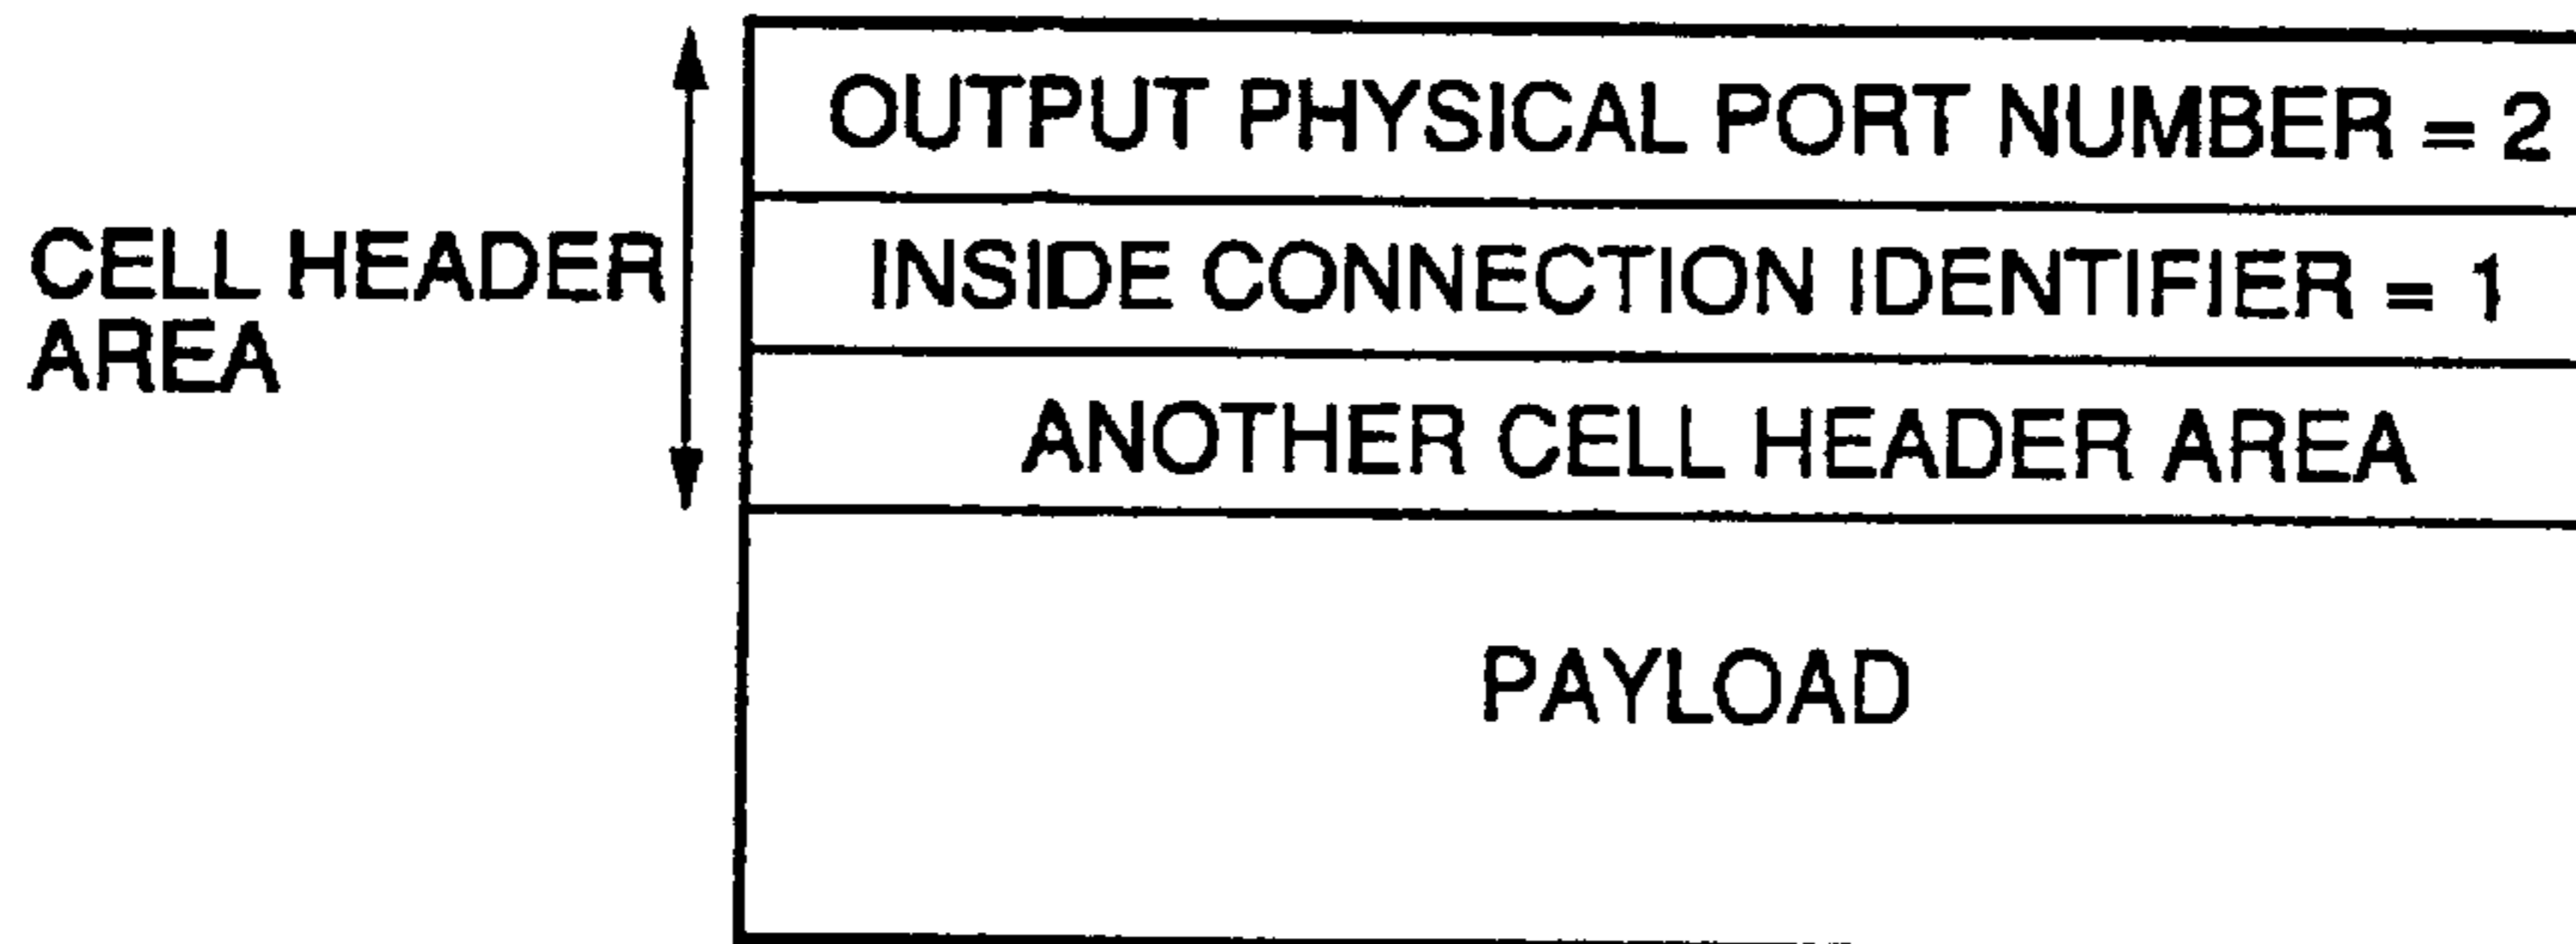 CELL HEADER
AREA
OUTPUT PHYSICAL PORT NUMBER = 2
INSIDE CONNECTION IDENTIFIER = 1
ANOTHER CELL HEADER AREA
PAYLOAD